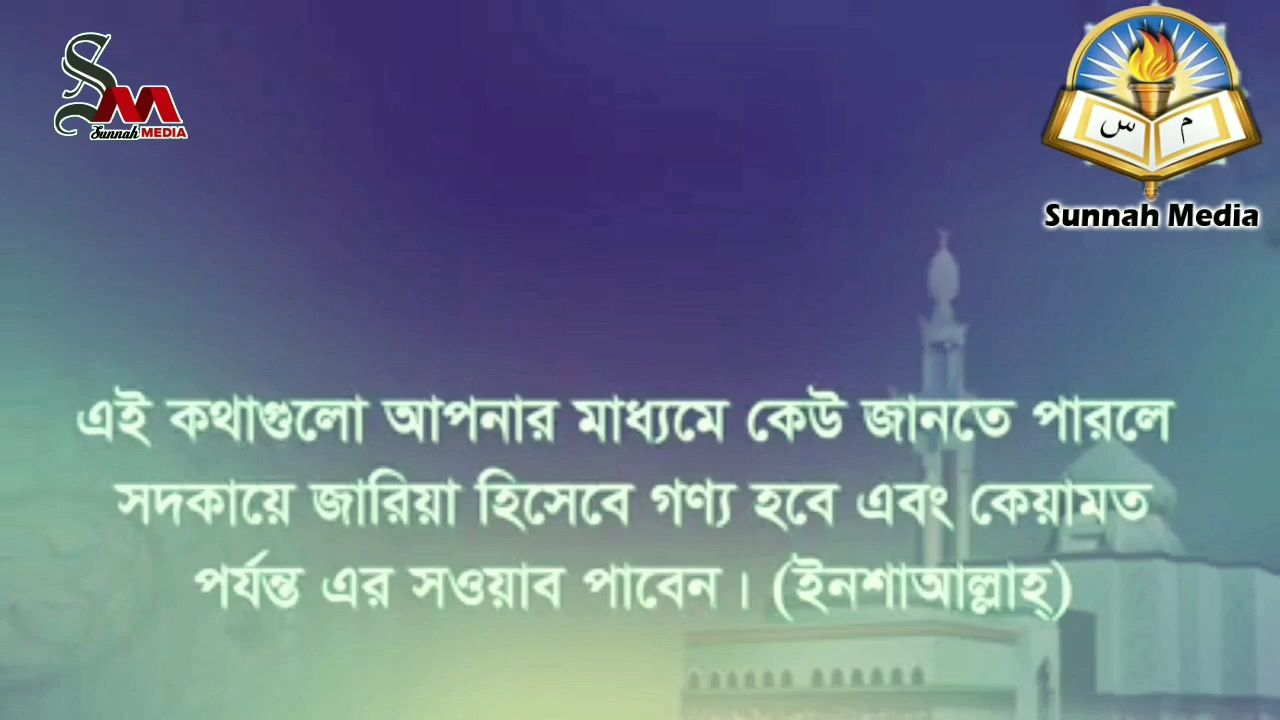 SM
Sunnah MEDIA
س م
Sunnah Media
এই কথাগুলো আপনার মাধ্যমে কেউ জানতে পারলে
সদকায়ে জারিয়া হিসেবে গণ্য হবে এবং কেয়ামত
পর্যন্ত এর সওয়াব পাবেন। (ইনশাআল্লাহ্)